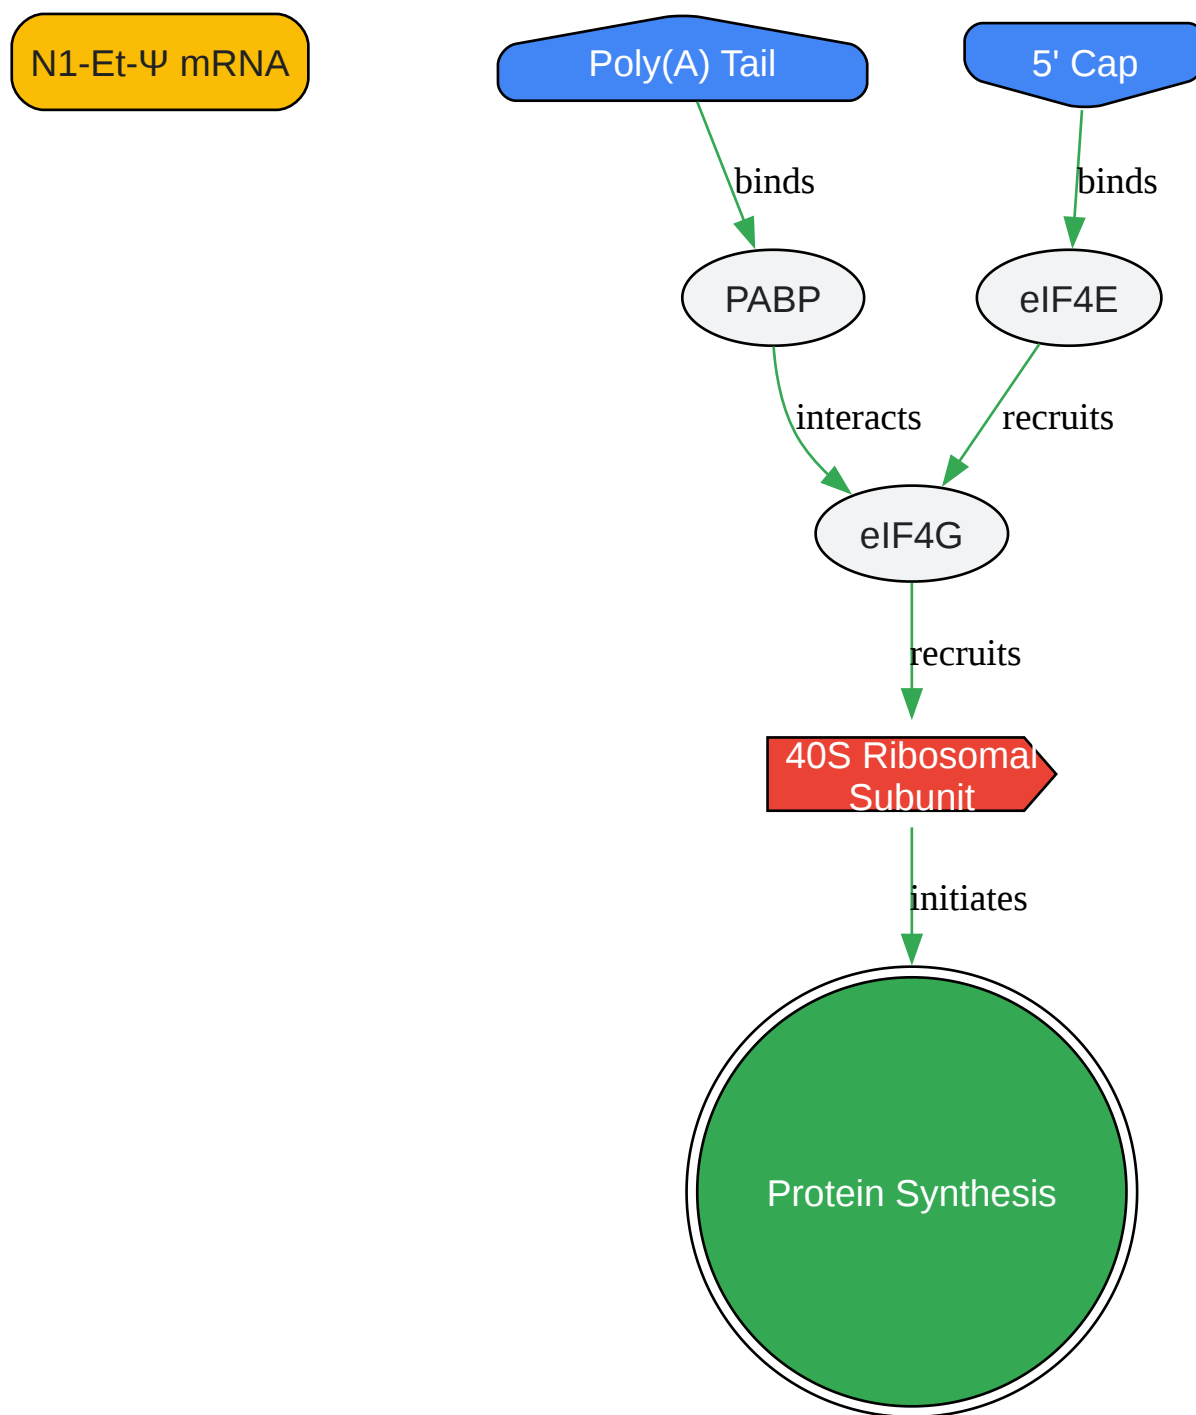 N1-Et-Ψ mRNA
Poly(A) Tail
5' Cap
binds
binds
PABP
eIF4E
interacts
recruits
eIF4G
recruits
40S Ribosomal
Subunit
initiates
Protein Synthesis